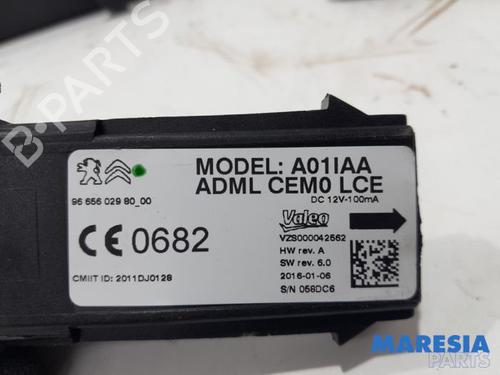 MODEL: A01IAA
ADML CEM0 LCE
DC 12V-100mA
96 656 029 80_00
Valeo
CE 0682
VZS000042562
HW rev. A
SW rev. 6.0
2016-01-06
CMIIT ID: 2011DJ0128
S/N 058DC6
B-PARTS
MARESIA
PARTS